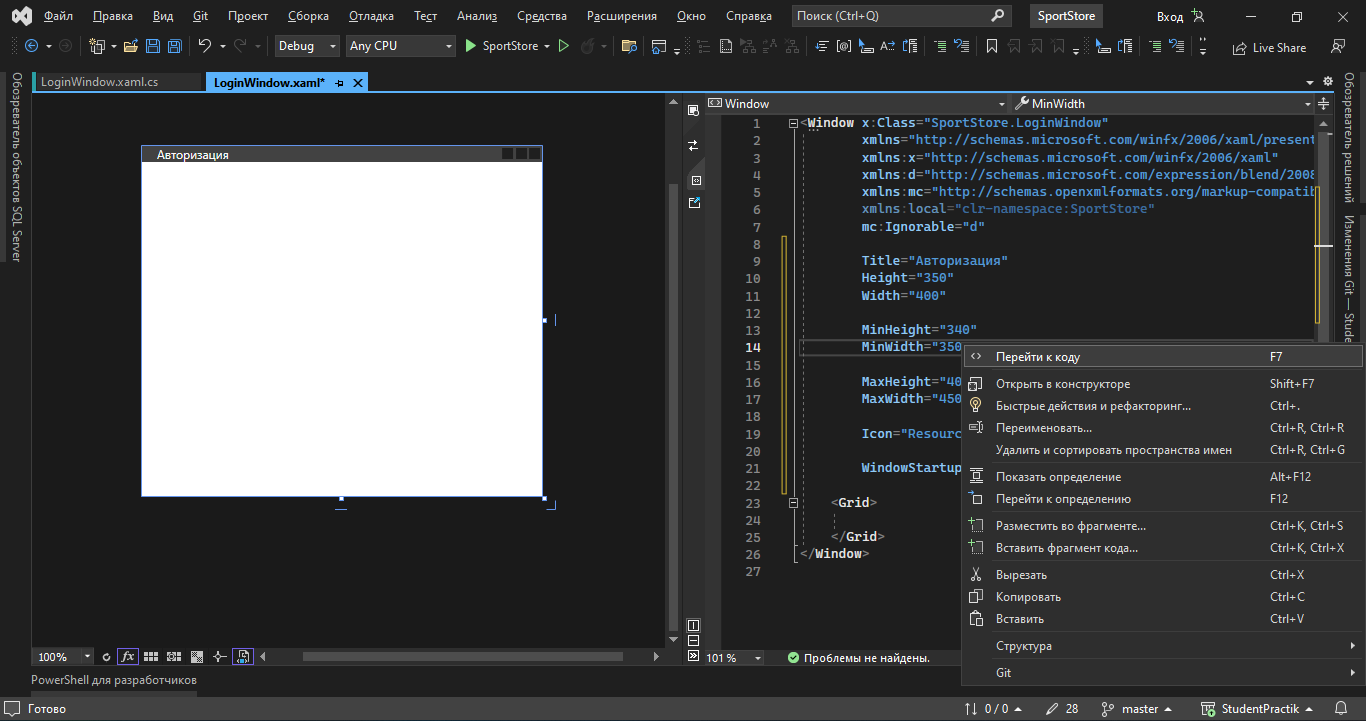 Файл Правка Вид Git Проект Сборка Отладка Тест Анализ Средства Расширения Окно Справка Поиск (Ctrl+Q) SportStore Вход
Debug Any CPU SportStore Live Share
Обозреватель объектов SQL Server
LoginWindow.xaml.cs LoginWindow.xaml*
Авторизация
Window MinWidth
1 <Window x:Class="SportStore.LoginWindow"
2 xmlns="http://schemas.microsoft.com/winfx/2006/xaml/present
3 xmlns:x="http://schemas.microsoft.com/winfx/2006/xaml"
4 xmlns:d="http://schemas.microsoft.com/expression/blend/2008
5 xmlns:mc="http://schemas.openxmlformats.org/markup-compatib
6 xmlns:local="clr-namespace:SportStore"
7 mc:Ignorable="d"
8
9 Title="Авторизация"
10 Height="350"
11 Width="400"
12
13 MinHeight="340"
14 MinWidth="350
15
16 MaxHeight="40
17 MaxWidth="450
18
19 Icon="Resourc
20
21 WindowStartup
22
23 <Grid>
24
25 </Grid>
26 </Window>
27
Перейти к коду F7
Открыть в конструкторе Shift+F7
Быстрые действия и рефакторинг... Ctrl+.
Переименовать... Ctrl+R, Ctrl+R
Удалить и сортировать пространства имен Ctrl+R, Ctrl+G
Показать определение Alt+F12
Перейти к определению F12
Разместить во фрагменте... Ctrl+K, Ctrl+S
Вставить фрагмент кода... Ctrl+K, Ctrl+X
Вырезать Ctrl+X
Копировать Ctrl+C
Вставить Ctrl+V
Структура
Git
Обозреватель решений
Изменения Git — Stude
100% fx
101 % Проблемы не найдены.
PowerShell для разработчиков
Готово 0 / 0 28 master StudentPractik